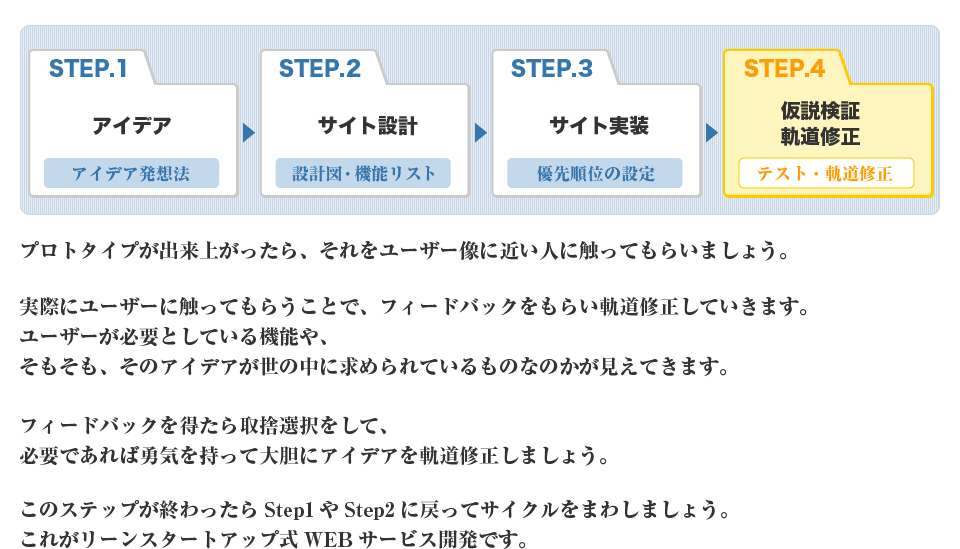 STEP.1
アイデア
アイデア発想法
STEP.2
サイト設計
設計図・機能リスト
STEP.3
サイト実装
優先順位の設定
STEP.4
仮説検証
軌道修正
テスト・軌道修正
プロトタイプが出来上がったら、それをユーザー像に近い人に触ってもらいましょう。
実際にユーザーに触ってもらうことで、フィードバックをもらい軌道修正していきます。
ユーザーが必要としている機能や、
そもそも、そのアイデアが世の中に求められているものなのかが見えてきます。
フィードバックを得たら取捨選択をして、
必要であれば勇気を持って大胆にアイデアを軌道修正しましょう。
このステップが終わったら Step1 や Step2 に戻ってサイクルをまわしましょう。
これがリーンスタートアップ式 WEB サービス開発です。